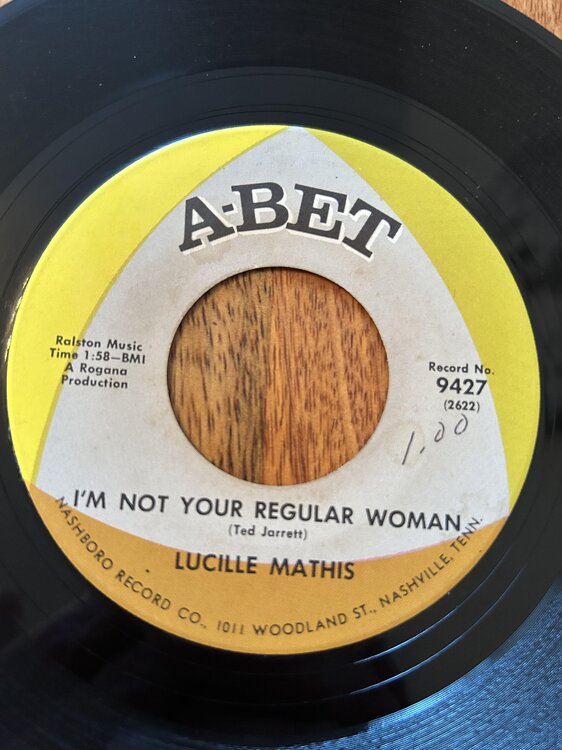 A-BET
Ralston Music
Time 1:58—BMI
A Rogana
Production
Record No.
9427
(2622)
1.00
I'M NOT YOUR REGULAR WOMAN
(Ted Jarrett)
LUCILLE MATHIS
NASHBORO RECORD CO., 1011 WOODLAND ST., NASHVILLE, TENN.